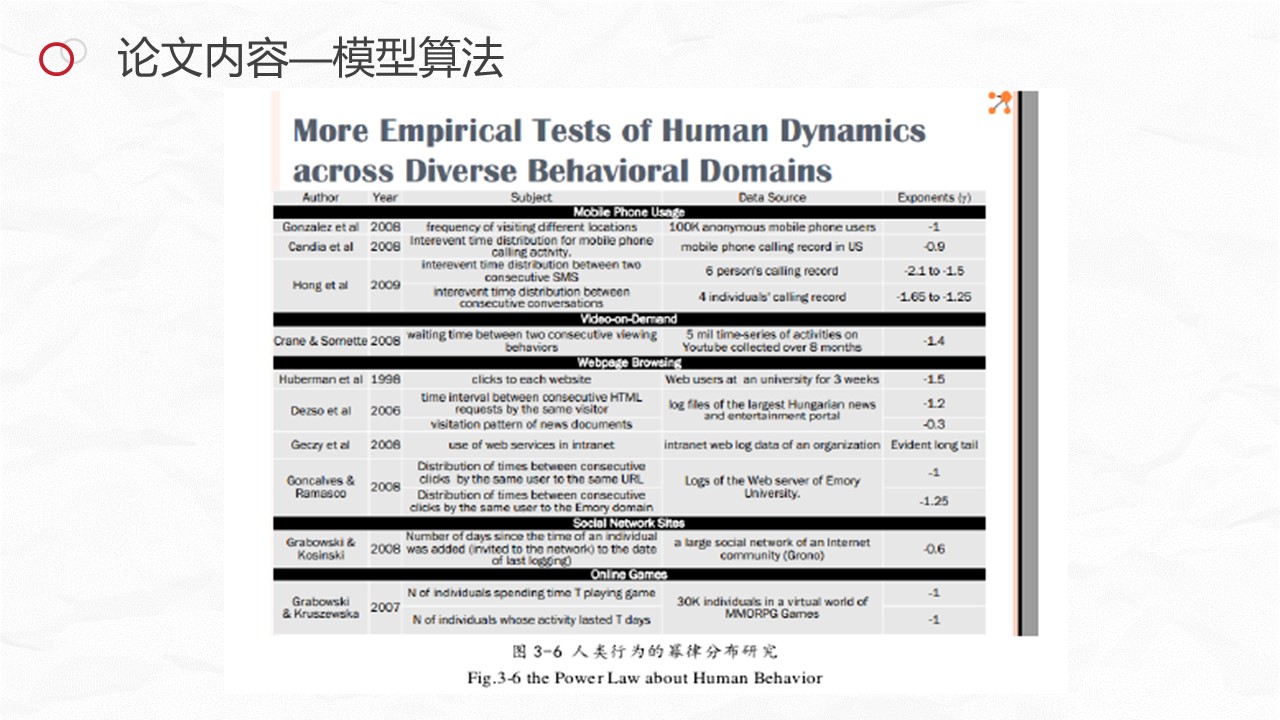 论文内容—模型算法
More Empirical Tests of Human Dynamics
across Diverse Behavioral Domains
Author Year Subject Data Source Exponents (γ)
Mobile Phone Usage
Gonzalez et al 2008 frequency of visiting different locations 100K anonymous mobile phone users -1
Candia et al 2008 Interevent time distribution for mobile phone calling activity. mobile phone calling record in US -0.9
Hong et al 2009 interevent time distribution between two consecutive SMS 6 person's calling record -2.1 to -1.5
interevent time distribution between consecutive conversations 4 individuals' calling record -1.65 to -1.25
Video-on-Demand
Crane & Sornette 2008 waiting time between two consecutive viewing behaviors 5 mil time-series of activities on Youtube collected over 8 months -1.4
Webpage Browsing
Huberman et al 1998 clicks to each website Web users at an university for 3 weeks -1.5
Dezso et al 2006 time interval between consecutive HTML requests by the same visitor log files of the largest Hungarian news and entertainment portal -1.2
visitation pattern of news documents -0.3
Geczy et al 2008 use of web services in intranet intranet web log data of an organization Evident long tail
Goncalves & Ramasco 2008 Distribution of times between consecutive clicks by the same user to the same URL Logs of the Web server of Emory University. -1
Distribution of times between consecutive clicks by the same user to the Emory domain -1.25
Social Network Sites
Grabowski & Kosinski 2008 Number of days since the time of an individual was added (invited to the network) to the date of last logging) a large social network of an Internet community (Grono) -0.6
Online Games
Grabowski & Kruszewska 2007 N of individuals spending time T playing game 30K individuals in a virtual world of MMORPG Games -1
N of individuals whose activity lasted T days -1
图 3-6 人类行为的幂律分布研究
Fig.3-6 the Power Law about Human Behavior